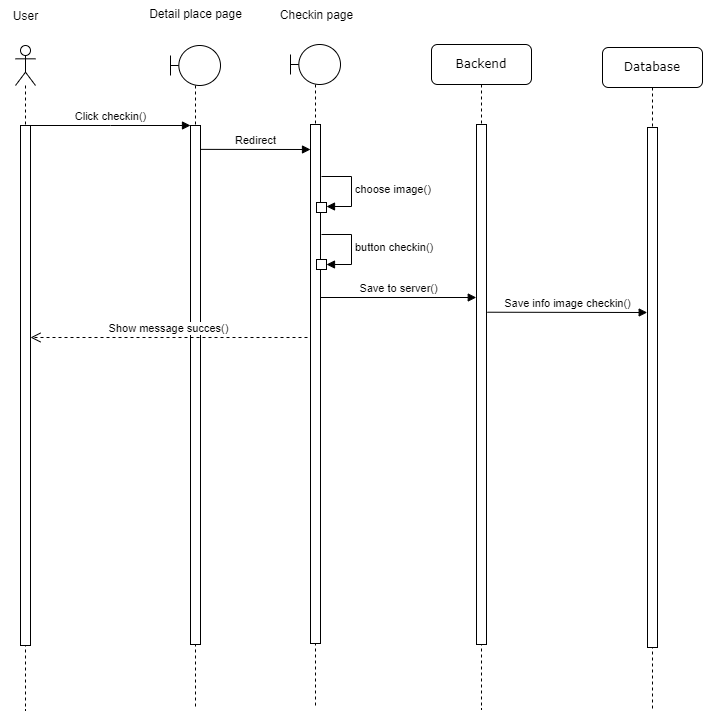 User
Detail place page
Checkin page
Backend
Database
Click checkin()
Redirect
choose image()
button checkin()
Save to server()
Save info image checkin()
Show message succes()